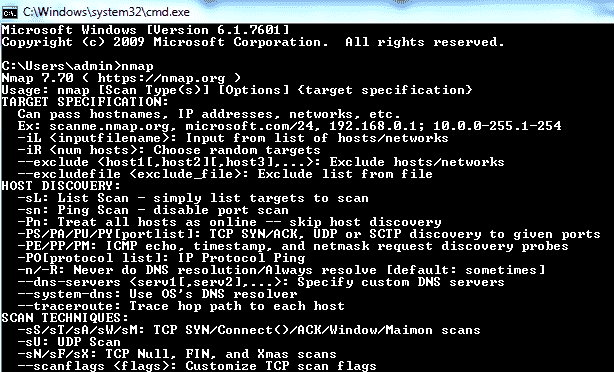 C:\Windows\system32\cmd.exe
Microsoft Windows [Version 6.1.7601]
Copyright (c) 2009 Microsoft Corporation.  All rights reserved.
C:\Users\admin>nmap
Nmap 7.70 ( https://nmap.org )
Usage: nmap [Scan Type(s)] [Options] {target specification}
TARGET SPECIFICATION:
  Can pass hostnames, IP addresses, networks, etc.
  Ex: scanme.nmap.org, microsoft.com/24, 192.168.0.1; 10.0.0-255.1-254
  -iL <inputfilename>: Input from list of hosts/networks
  -iR <num hosts>: Choose random targets
  --exclude <host1[,host2][,host3],...>: Exclude hosts/networks
  --excludefile <exclude_file>: Exclude list from file
HOST DISCOVERY:
  -sL: List Scan - simply list targets to scan
  -sn: Ping Scan - disable port scan
  -Pn: Treat all hosts as online -- skip host discovery
  -PS/PA/PU/PY[portlist]: TCP SYN/ACK, UDP or SCTP discovery to given ports
  -PE/PP/PM: ICMP echo, timestamp, and netmask request discovery probes
  -PO[protocol list]: IP Protocol Ping
  -n/-R: Never do DNS resolution/Always resolve [default: sometimes]
  --dns-servers <serv1[,serv2],...>: Specify custom DNS servers
  --system-dns: Use OS's DNS resolver
  --traceroute: Trace hop path to each host
SCAN TECHNIQUES:
  -sS/sT/sA/sW/sM: TCP SYN/Connect()/ACK/Window/Maimon scans
  -sU: UDP Scan
  -sN/sF/sX: TCP Null, FIN, and Xmas scans
  --scanflags <flags>: Customize TCP scan flags